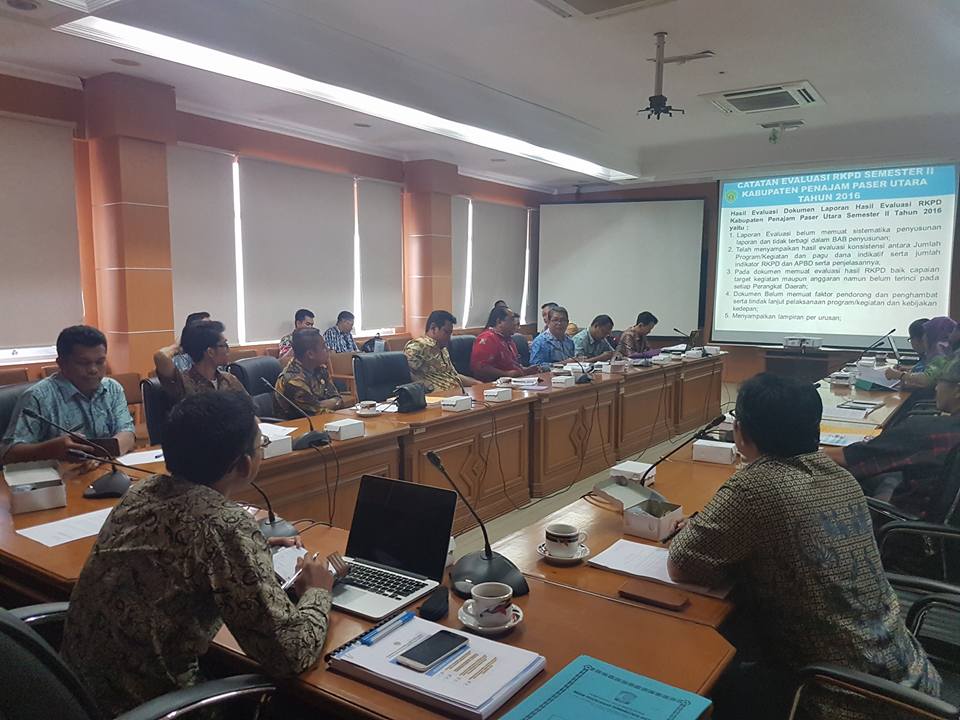 CATATAN EVALUASI RKPD SEMESTER II
KABUPATEN PENAJAM PASER UTARA
TAHUN 2016
Hasil Evaluasi Dokumen Laporan Hasil Evaluasi RKPD
Kabupaten Penajam Paser Utara Semester II Tahun 2016
yaitu :
1. Laporan Evaluasi belum memuat sistematika penyusunan
laporan dan tidak terbagi dalam BAB penyusunan;
2. Telah menyampaikan hasil evaluasi konsistensi antara Jumlah
Program/Kegiatan dan pagu dana indikatif serta jumlah
indikator RKPD dan APBD serta penjelasannya;
3. Pada dokumen memuat evaluasi hasil RKPD baik capaian
target kegiatan maupun anggaran namun belum terinci pada
setiap Perangkat Daerah;
4. Dokumen Belum memuat faktor pendorong dan penghambat
serta tindak lanjut pelaksanaan program/kegiatan dan kebijakan
kedepan;
5. Menyampaikan lampiran per urusan;